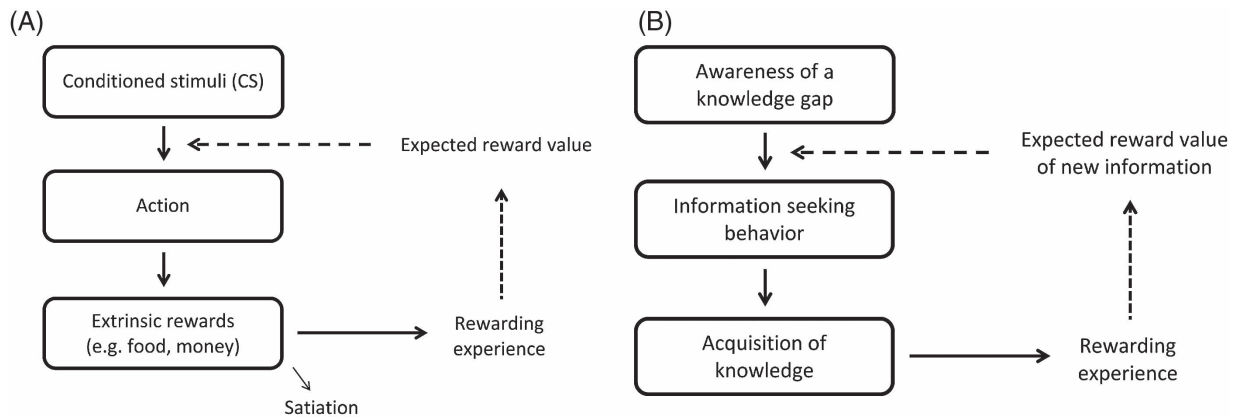 (A)
Conditioned stimuli (CS)
Expected reward value
Action
Extrinsic rewards
(e.g. food, money)
Rewarding
experience
Satiation
(B)
Awareness of a
knowledge gap
Expected reward value
of new information
Information seeking
behavior
Acquisition of
knowledge
Rewarding
experience